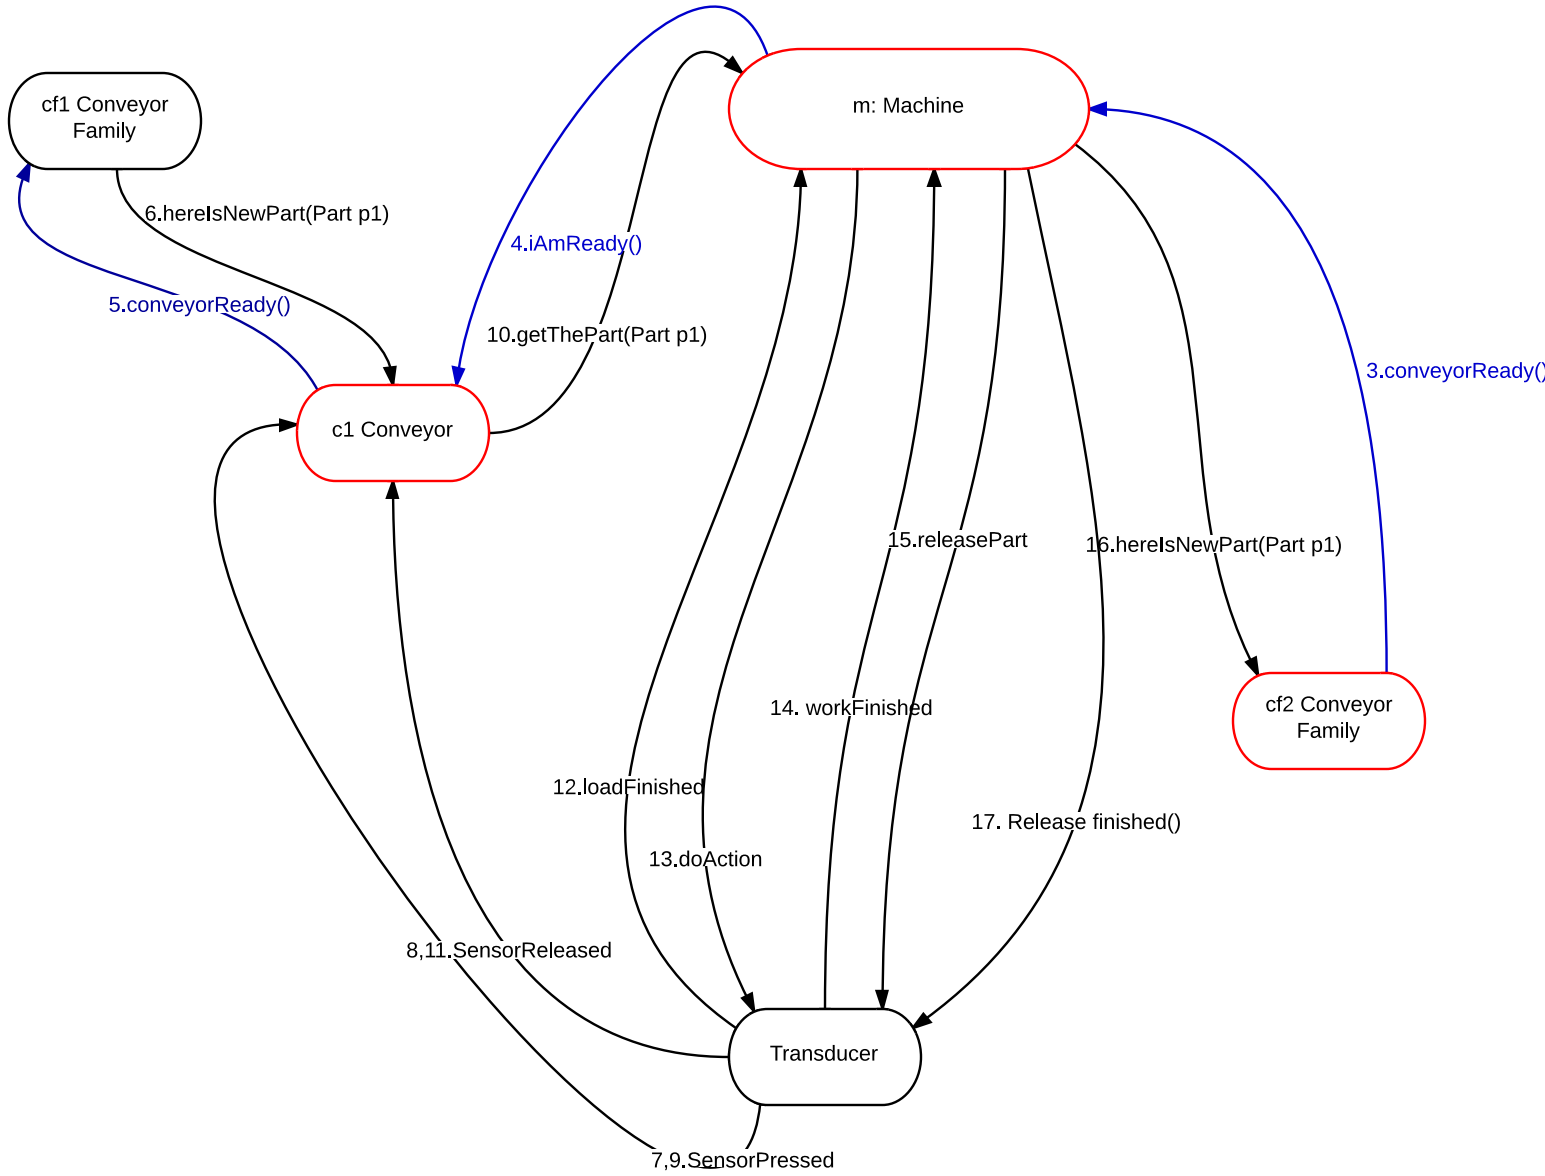 cf1 Conveyor
Family
m: Machine
6.hereIsNewPart(Part p1)
4.iAmReady()
5.conveyorReady()
10.getThePart(Part p1)
3.conveyorReady()
c1 Conveyor
15.releasePart
16.hereIsNewPart(Part p1)
14. workFinished
cf2 Conveyor
Family
12.loadFinished
17. Release finished()
13.doAction
8,11.SensorReleased
Transducer
7,9.SensorPressed